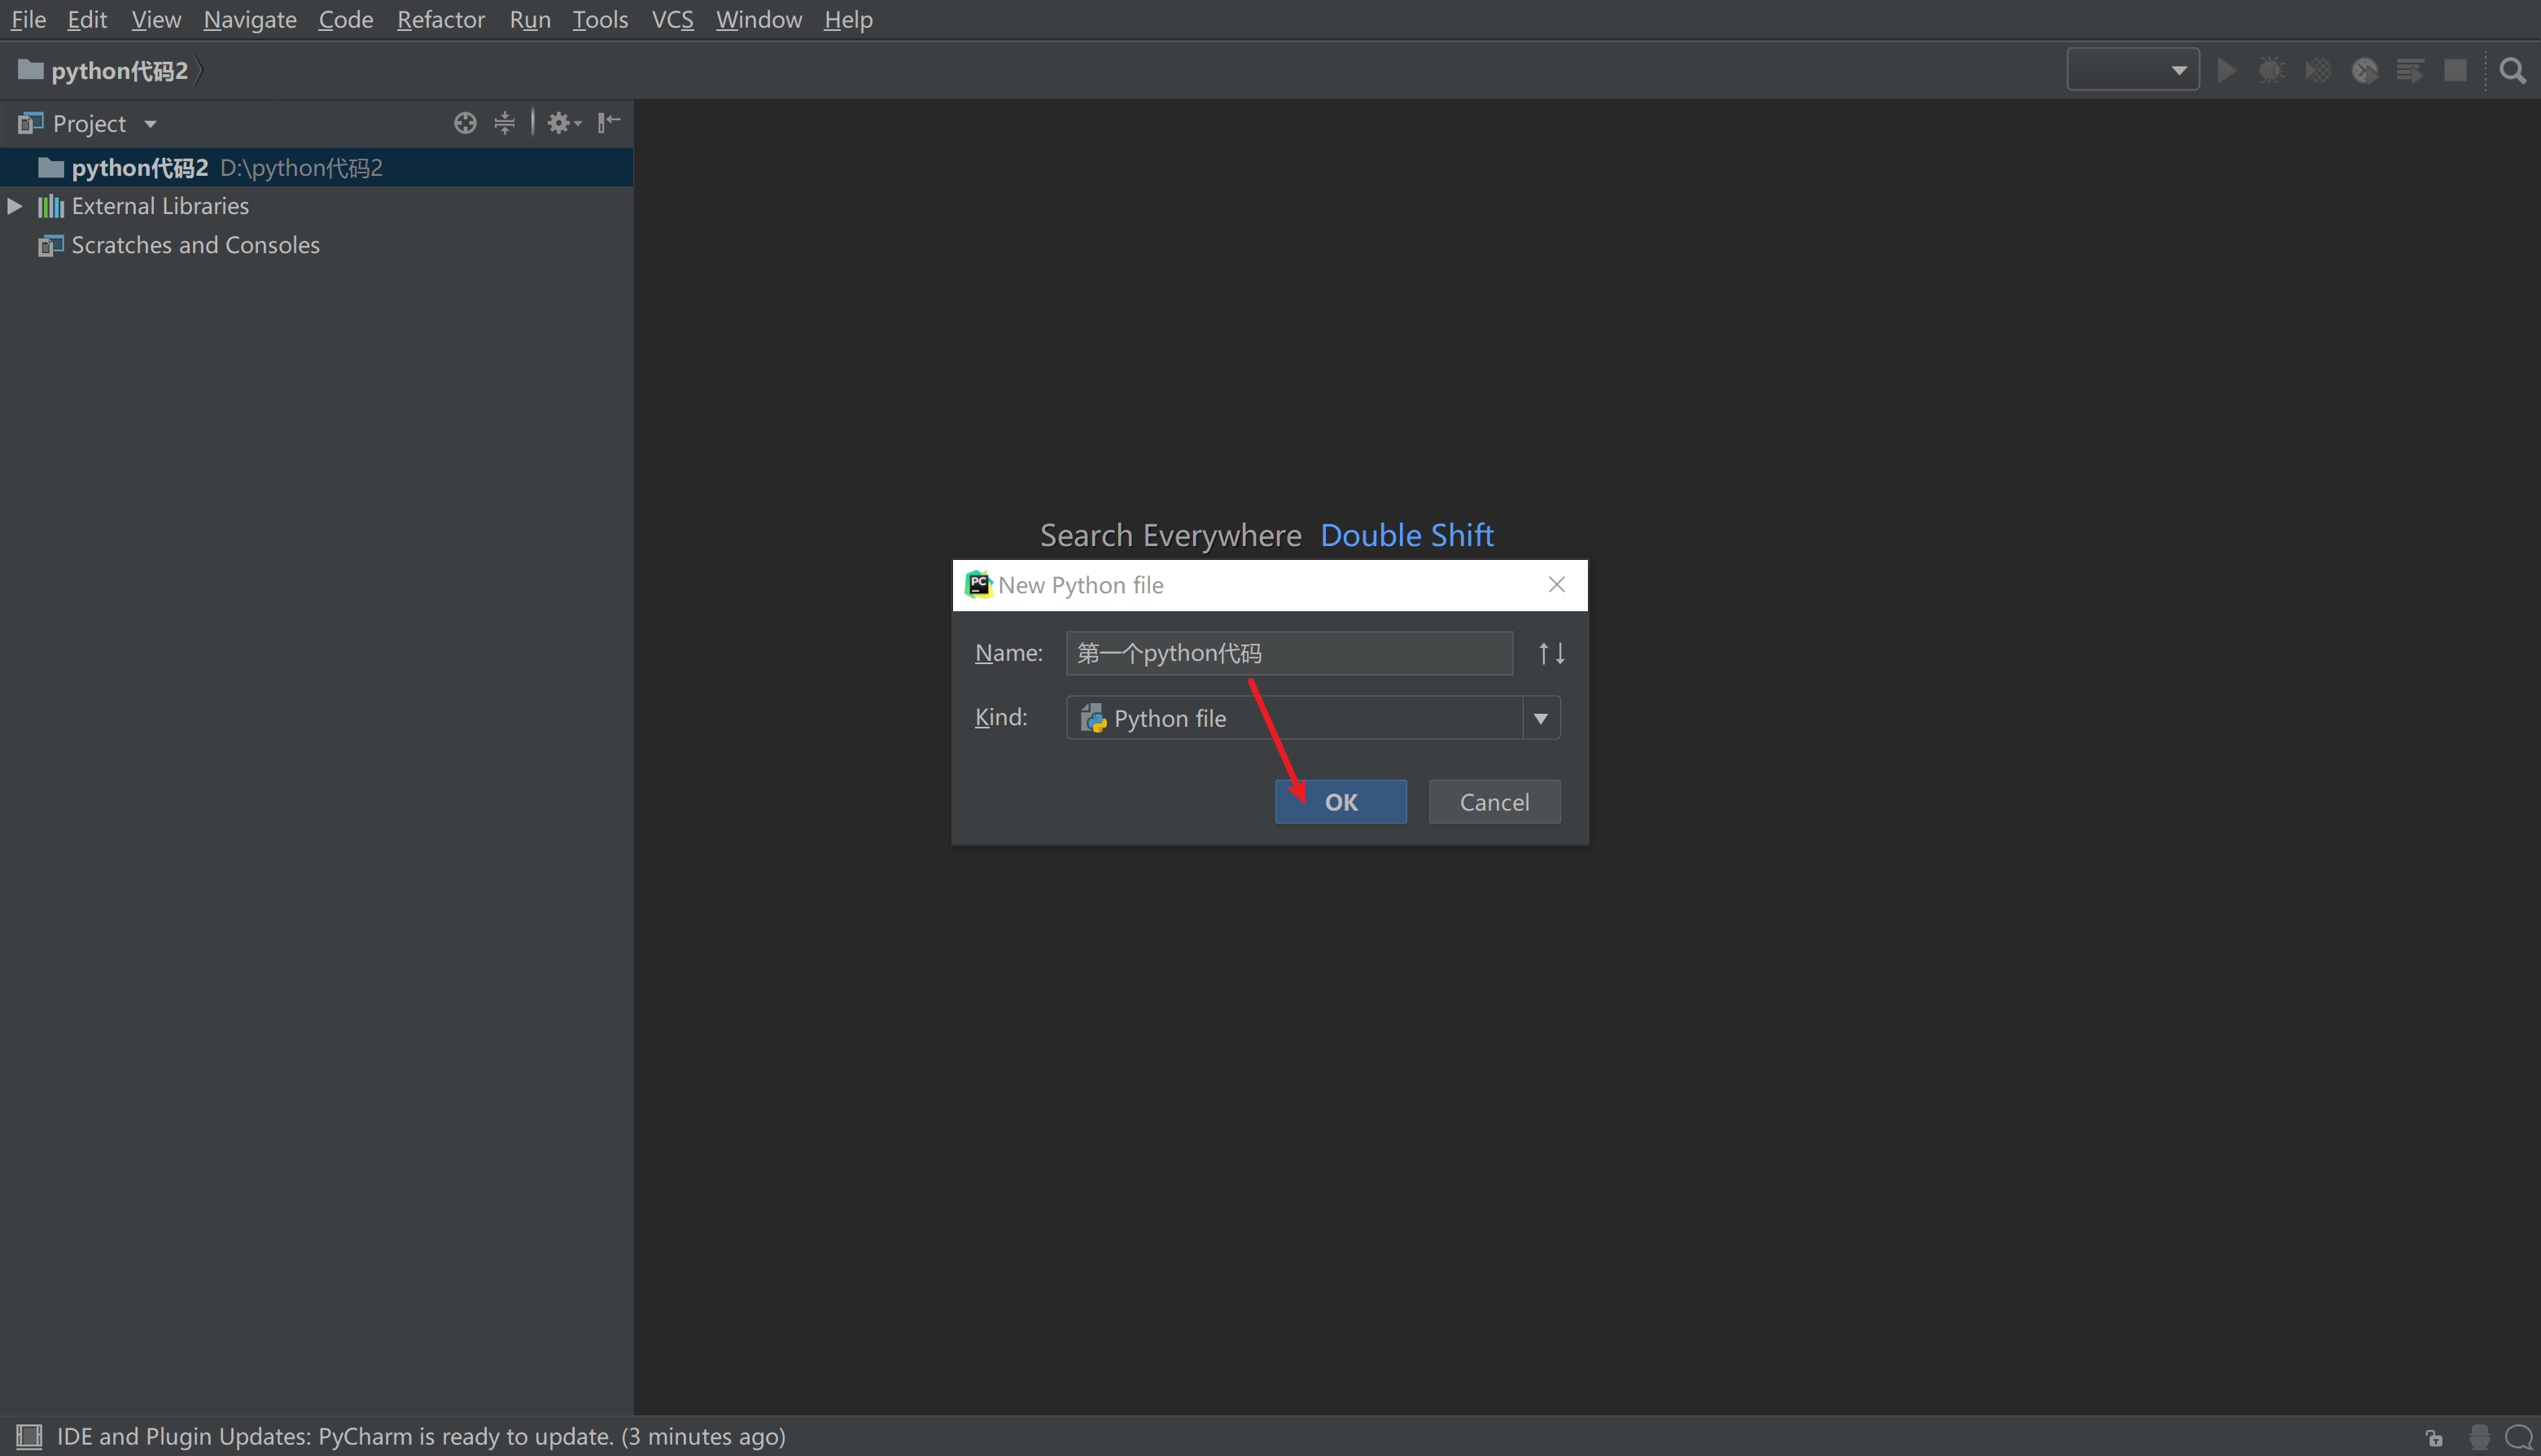 File Edit View Navigate Code Refactor Run Tools VCS Window Help
python代码2
Project
python代码2 D:\python代码2
External Libraries
Scratches and Consoles
Search Everywhere Double Shift
PC New Python file
Name: 第一个python代码
Kind: Python file
OK Cancel
IDE and Plugin Updates: PyCharm is ready to update. (3 minutes ago)